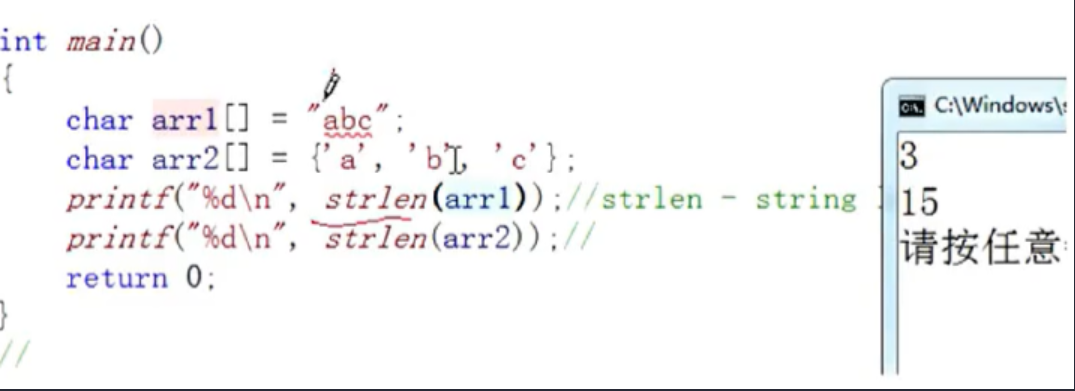 int main()
{
char arr1[] = "abc";
char arr2[] = {'a', 'b', 'c'};
printf("%d\n", strlen(arr1));//strlen - string
printf("%d\n", strlen(arr2));//
return 0;
}
//
C:\Windows\s
3
15
请按任意